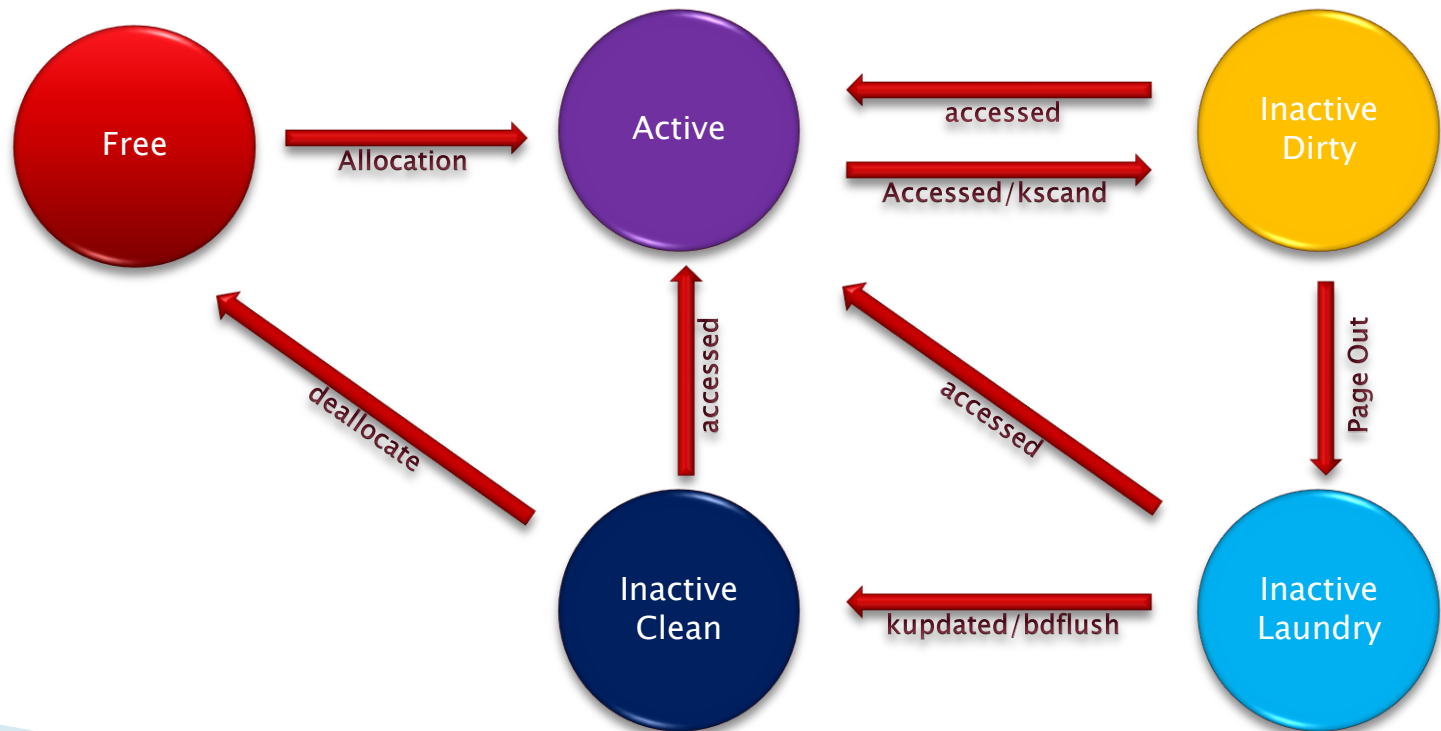 Free
Allocation
Active
accessed
Accessed/kscand
Inactive
Dirty
deallocate
accessed
accessed
Page Out
Inactive
Clean
kupdated/bdflush
Inactive
Laundry